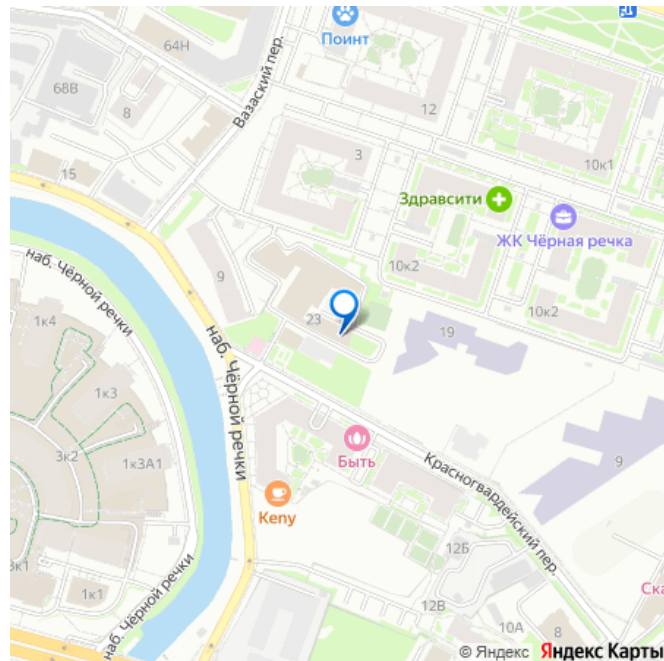 64Н
Поинт
68В
8
Вазаский пер.
12
3
10к1
15
Здравсити
ЖК Чёрная речка
наб. Чёрной речки
9
10к2
10к2
23
19
1к4
наб. Чёрной речки
1к3
3к2
1к3А1
Быть
Красногвардейский пер.
9
Keny
12Б
3к1
1к1
наб. Чёрной речки
12В
10А
8
Ска
© Яндекс Яндекс Карты